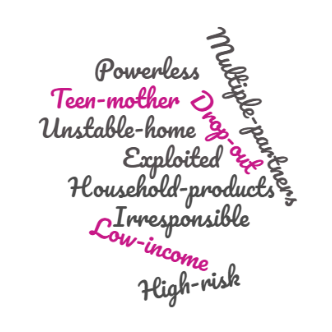 Multiple-partners
Powerless
Teen-mother
Drop-out
Unstable-home
Exploited
Household-products
Irresponsible
Low-income
High-risk